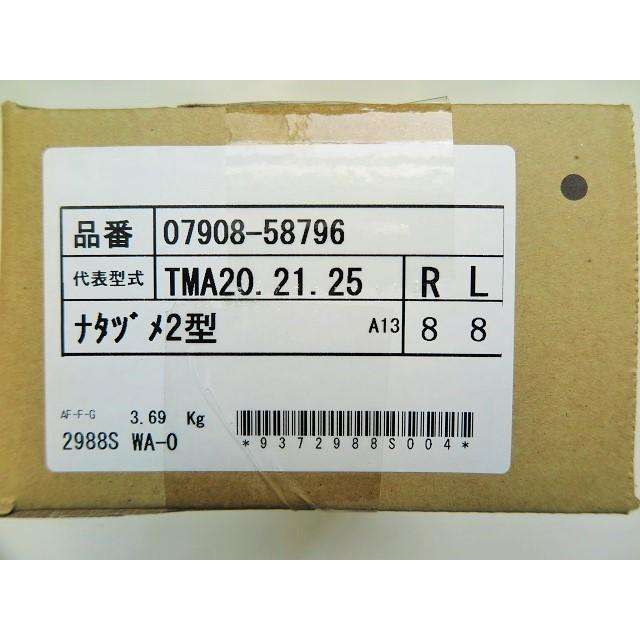 品番 07908-58796
代表型式 TMA20.21.25 R L
ﾅﾀﾂﾞﾒ2型 A13 8 8
AF-F-G 3.69 Kg
2988S WA-0
*9372988S004*